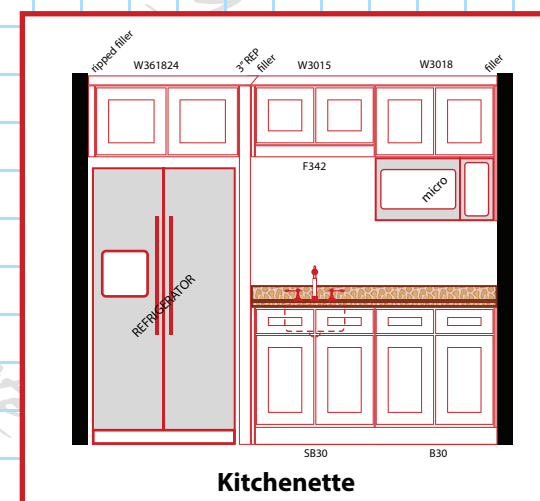 ripped filler
W361824
3" REP
filler
W3015
W3018
filler
F342
micro
REFRIGERATOR
SB30
B30
Kitchenette